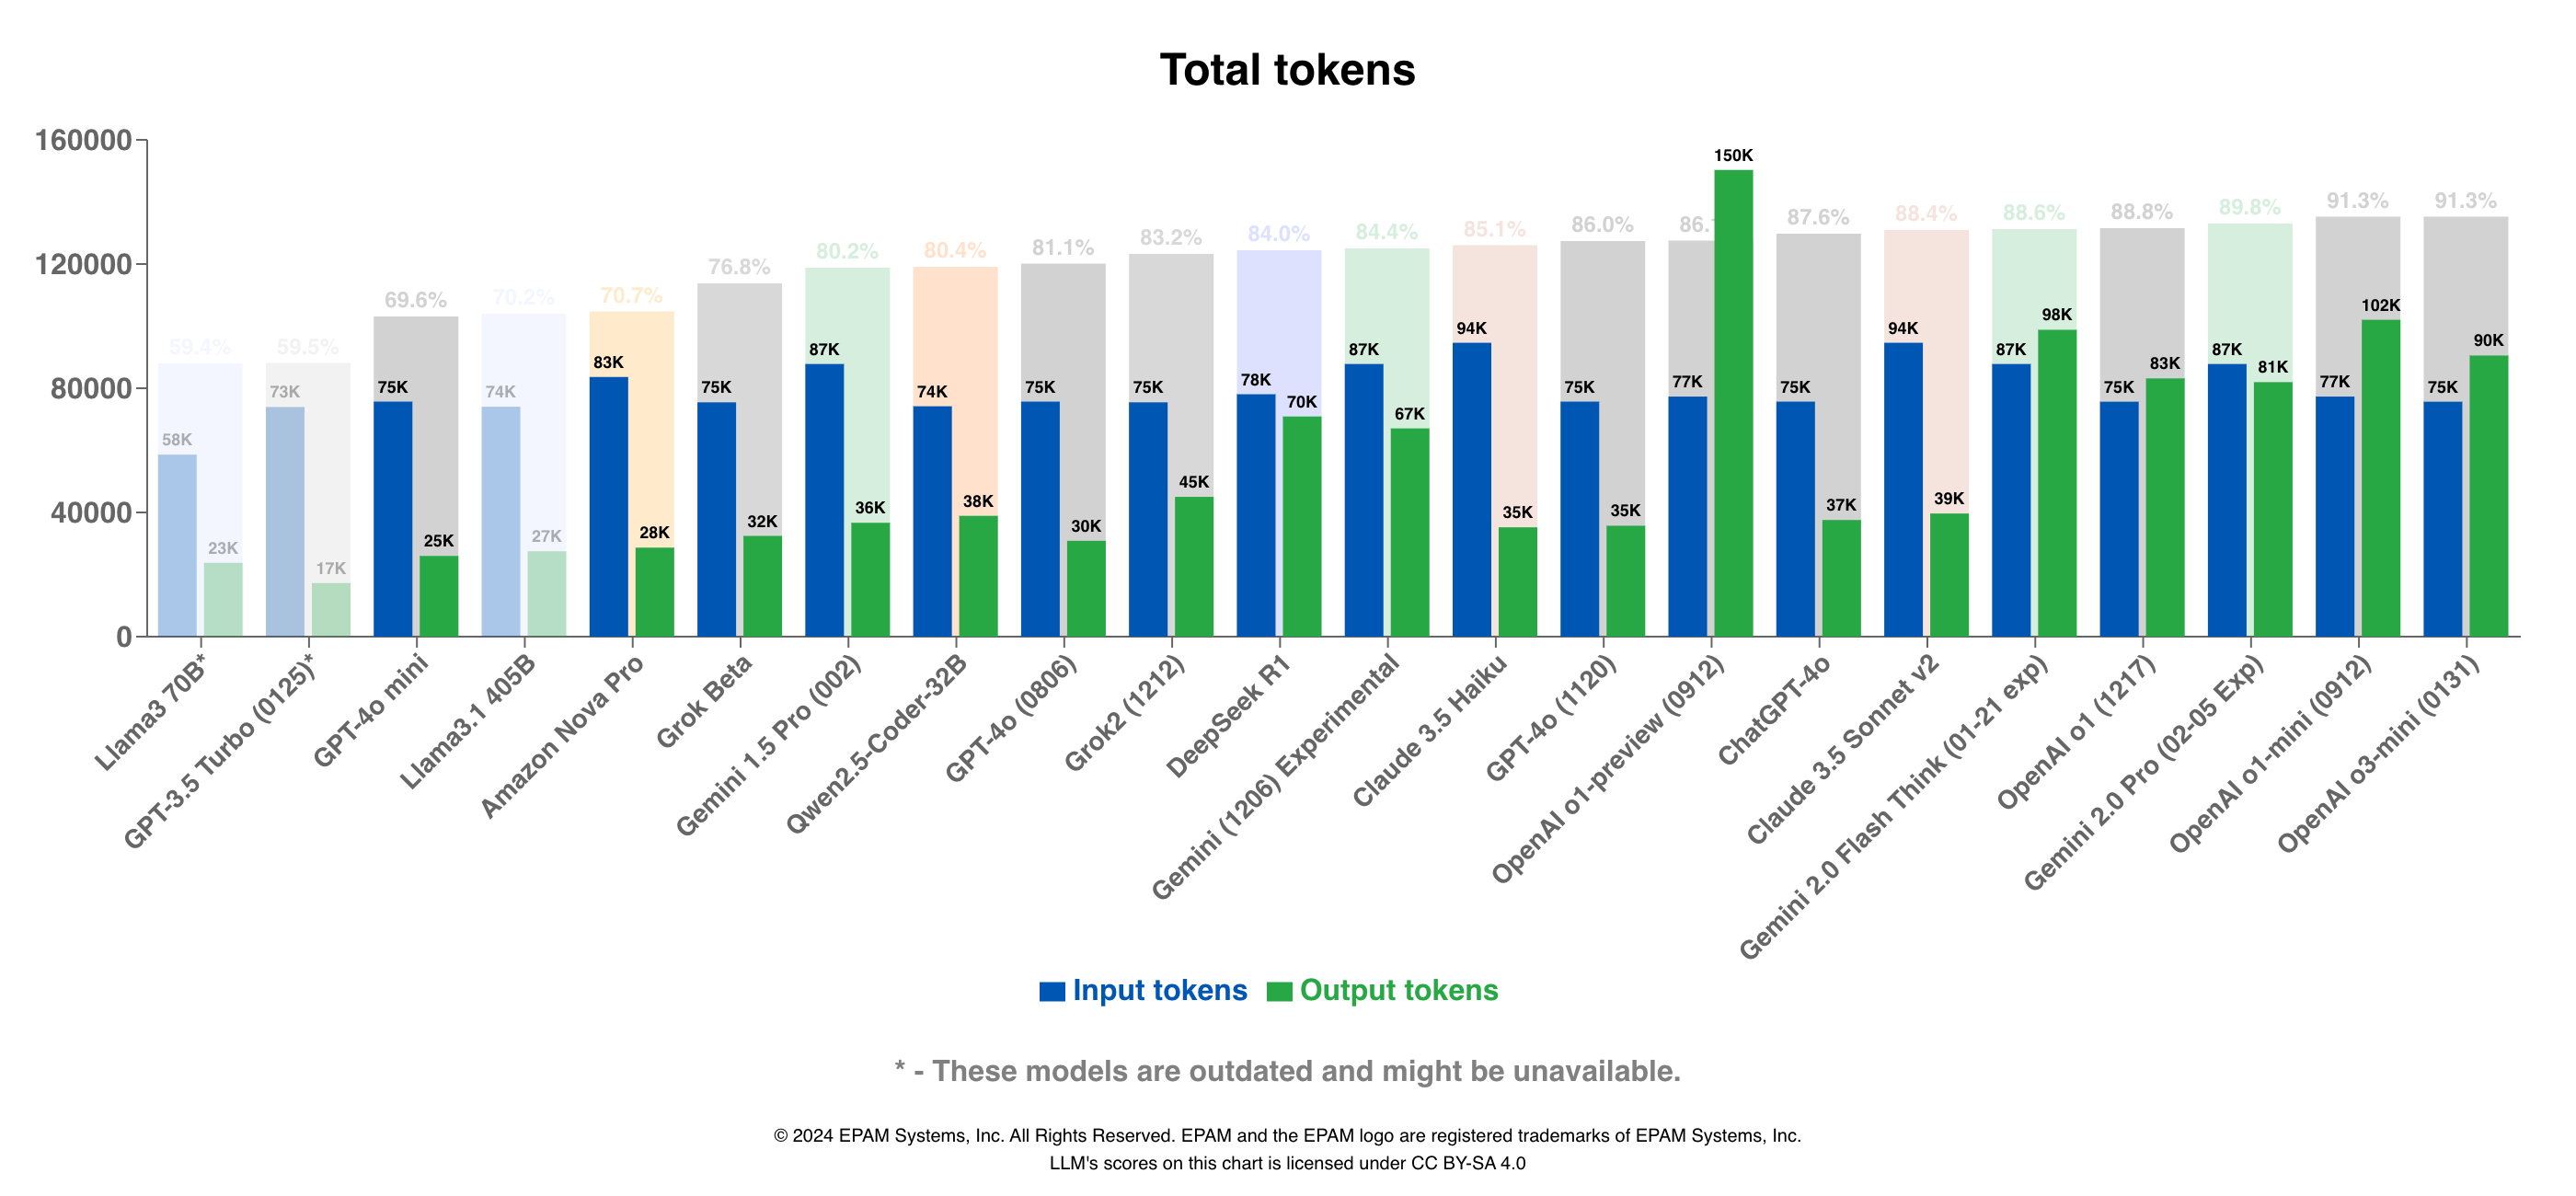 Total tokens
160000
120000
80000
40000
0
59.4% 59.5% 69.6% 70.2% 70.7% 76.8% 80.2% 80.4% 81.1% 83.2% 84.0% 84.4% 85.1% 86.0% 87.6% 88.4% 88.6% 88.8% 89.8% 91.3% 91.3%
58K 23K
73K 17K
75K 25K
74K 27K
83K 28K
75K 32K
87K 36K
74K 38K
75K 30K
75K 45K
78K 70K
87K 67K
94K 35K
75K 35K
77K 150K
75K 37K
94K 39K
87K 98K
75K 83K
87K 81K
77K 102K
75K 90K
Llama3 70B*
GPT-3.5 Turbo (0125)*
GPT-4o mini
Llama3.1 405B
Amazon Nova Pro
Grok Beta
Gemini 1.5 Pro (002)
Qwen2.5-Coder-32B
GPT-4o (0806)
Grok2 (1212)
DeepSeek R1
Gemini (1206) Experimental
Claude 3.5 Haiku
GPT-4o (1120)
OpenAI o1-preview (0912)
ChatGPT-4o
Claude 3.5 Sonnet v2
Gemini 2.0 Flash Think (01-21 exp)
OpenAI o1 (1217)
Gemini 2.0 Pro (02-05 Exp)
OpenAI o1-mini (0912)
OpenAI o3-mini (0131)
Input tokens Output tokens
* - These models are outdated and might be unavailable.
© 2024 EPAM Systems, Inc. All Rights Reserved. EPAM and the EPAM logo are registered trademarks of EPAM Systems, Inc.
LLM's scores on this chart is licensed under CC BY-SA 4.0